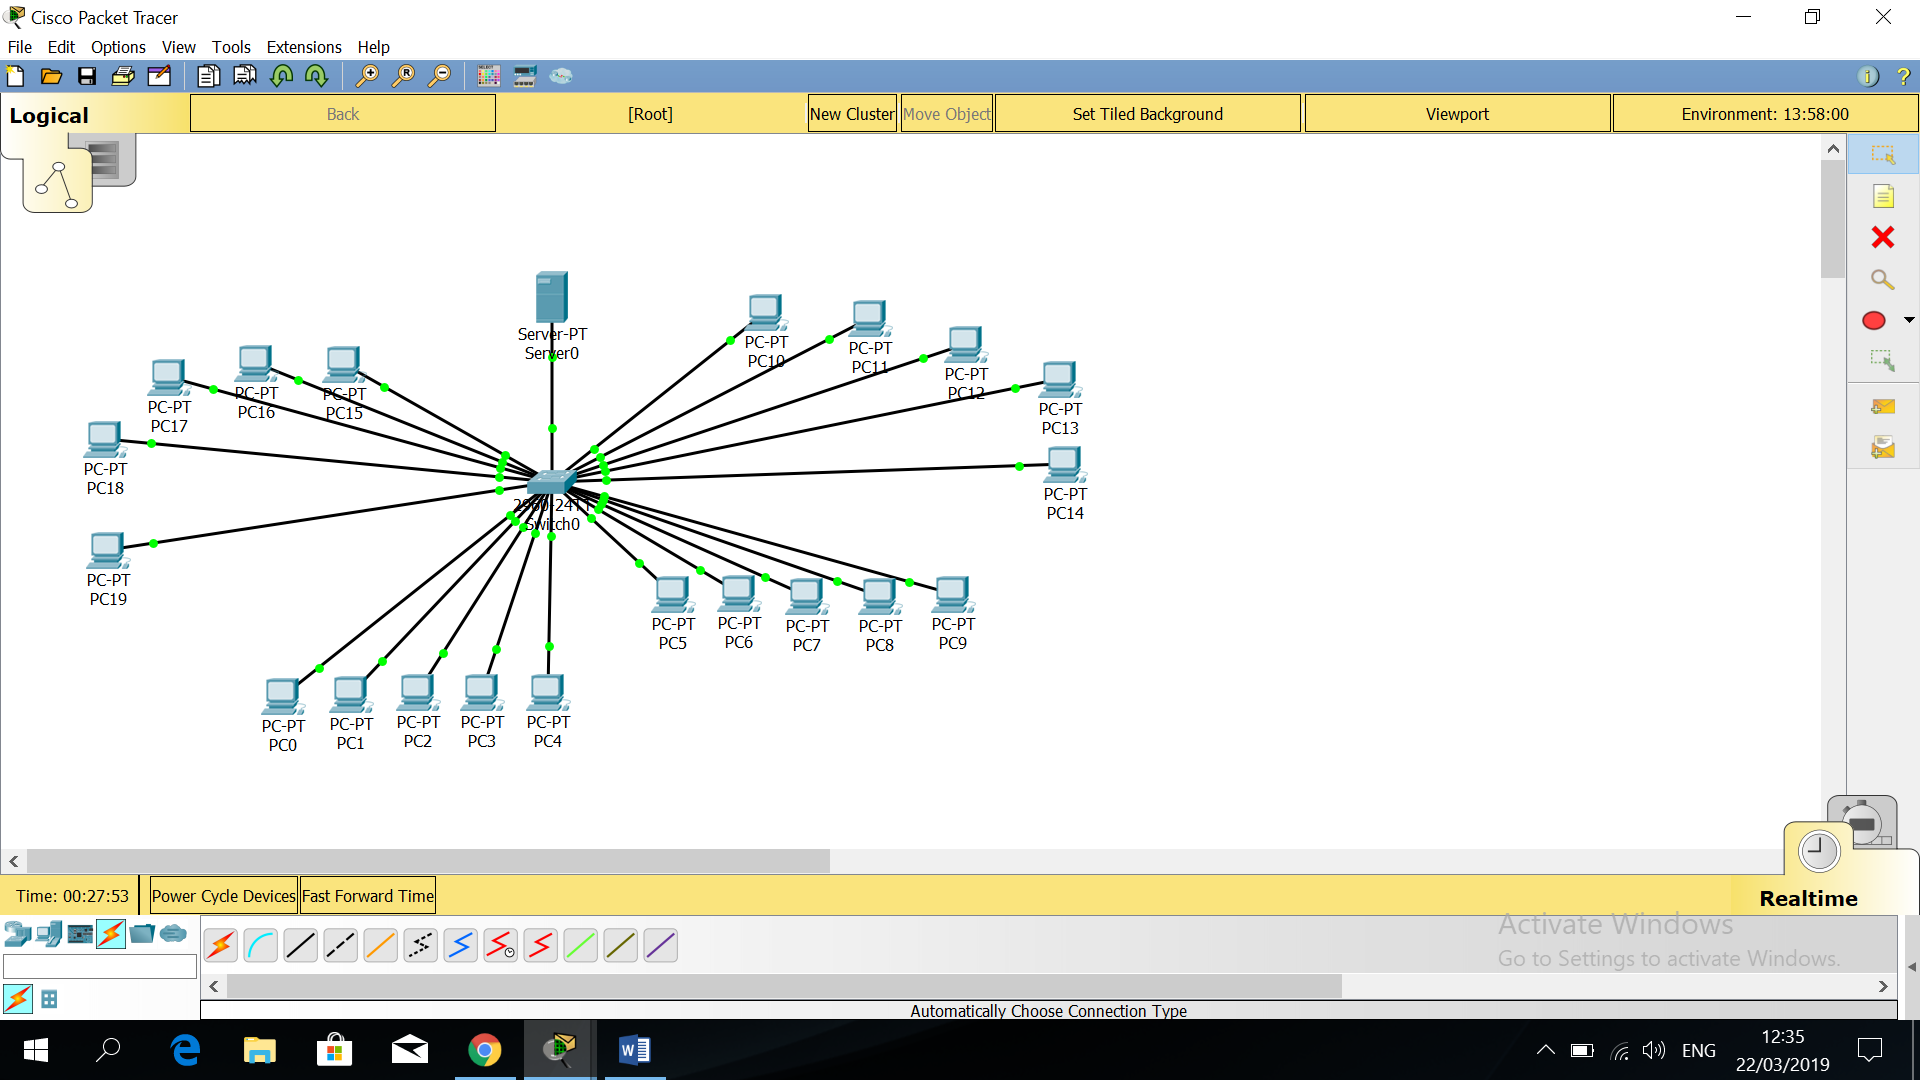 Cisco Packet Tracer
File Edit Options View Tools Extensions Help
Logical
Back
[Root]
New Cluster
Move Object
Set Tiled Background
Viewport
Environment: 13:58:00
Server-PT
Server0
PC-PT
PC10
PC-PT
PC11
PC-PT
PC12
PC-PT
PC13
PC-PT
PC14
PC-PT
PC15
PC-PT
PC16
PC-PT
PC17
PC-PT
PC18
PC-PT
PC19
2960-24TT
Switch0
PC-PT
PC5
PC-PT
PC6
PC-PT
PC7
PC-PT
PC8
PC-PT
PC9
PC-PT
PC0
PC-PT
PC1
PC-PT
PC2
PC-PT
PC3
PC-PT
PC4
Time: 00:27:53
Power Cycle Devices
Fast Forward Time
Realtime
Activate Windows
Go to Settings to activate Windows.
Automatically Choose Connection Type
ENG
12:35
22/03/2019